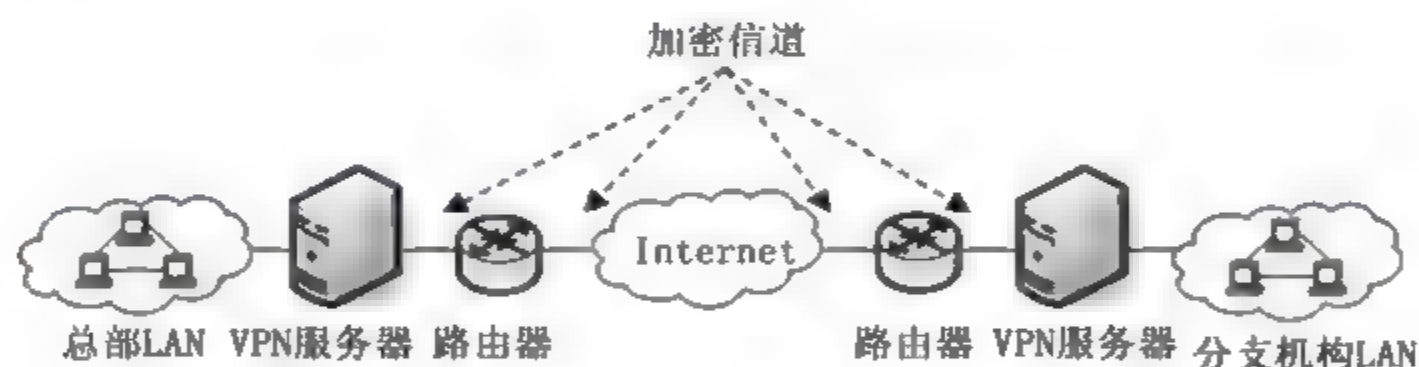 加密信道
Internet
总部LAN
VPN服务器
路由器
路由器
VPN服务器
分支机构LAN